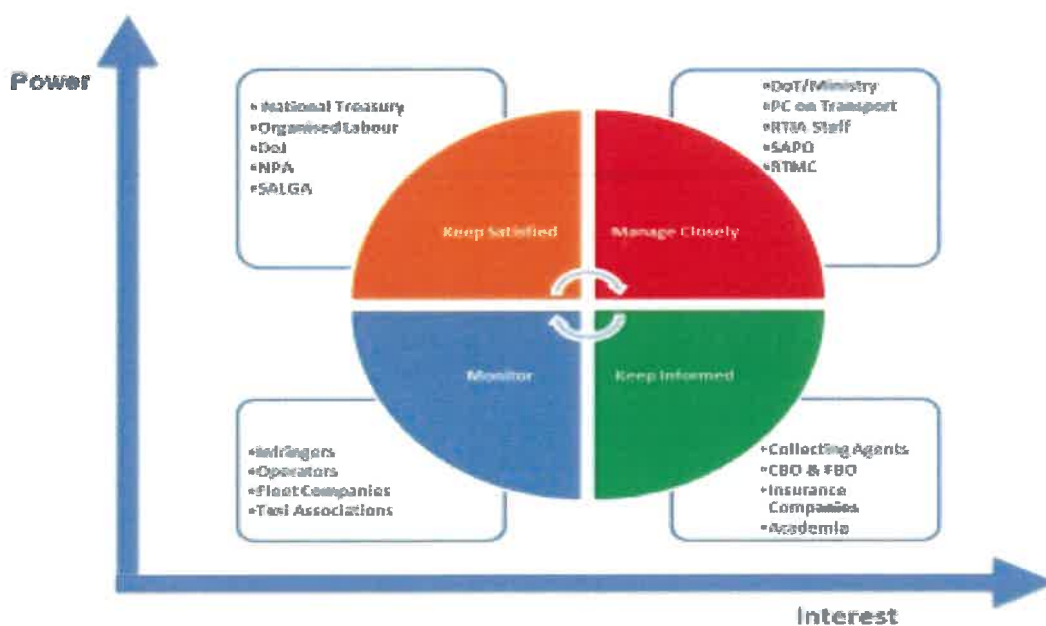 Power
•National Treasury
•Organised Labour
•DoJ
•NPA
•SALGA
•DoT/Ministry
•PC on Transport
•RTIA Staff
•SAPO
•RTMC
Keep Satisfied
Manage Closely
Monitor
Keep Informed
•Infringers
•Operators
•Fleet Companies
•Taxi Associations
•Collecting Agents
•CBO & FBO
•Insurance
Companies
•Academia
Interest